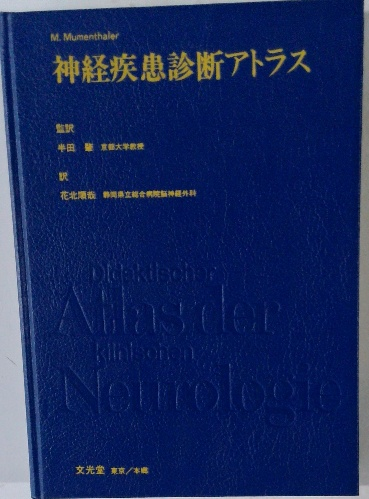 M. Mumenthaler
神経疾患診断アトラス
監訳
半田 肇 京都大学教授
訳
花北順哉 静岡県立総合病院脳神経外科
Didaktischer
Atlas der
klinischen
Neurologie
文光堂 東京/本郷